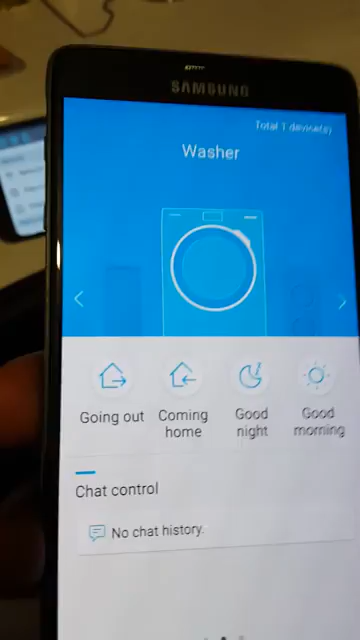 SAMSUNG
Total 1 device(s)
Washer
Going out
Coming home
Good night
Good morning
Chat control
No chat history.